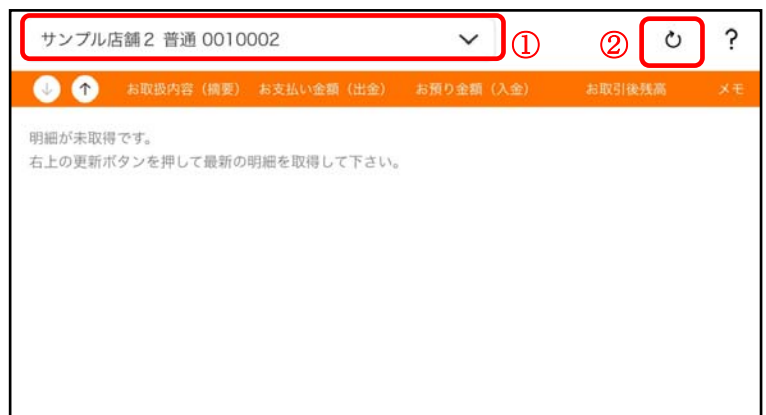 サンプル店舗２ 普通 0010002 ① ② ?
↓ ↑ お取扱内容（摘要） お支払い金額（出金） お預り金額（入金） お取引後残高 メモ
明細が未取得です。
右上の更新ボタンを押して最新の明細を取得して下さい。